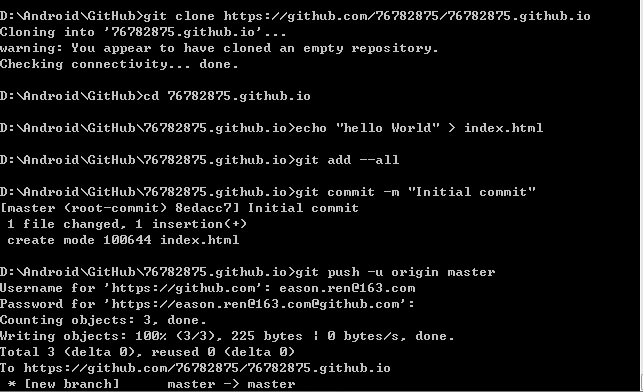 D:\Android\GitHub>git clone https://github.com/76782875/76782875.github.io
Cloning into '76782875.github.io'...
warning: You appear to have cloned an empty repository.
Checking connectivity... done.
D:\Android\GitHub>cd 76782875.github.io
D:\Android\GitHub\76782875.github.io>echo "hello World" > index.html
D:\Android\GitHub\76782875.github.io>git add --all
D:\Android\GitHub\76782875.github.io>git commit -m "Initial commit"
[master (root-commit) 8edacc7] Initial commit
1 file changed, 1 insertion(+)
create mode 100644 index.html
D:\Android\GitHub\76782875.github.io>git push -u origin master
Username for 'https://github.com': eason.ren@163.com
Password for 'https://eason.ren@163.com@github.com':
Counting objects: 3, done.
Writing objects: 100% (3/3), 225 bytes | 0 bytes/s, done.
Total 3 (delta 0), reused 0 (delta 0)
To https://github.com/76782875/76782875.github.io
* [new branch]      master -> master